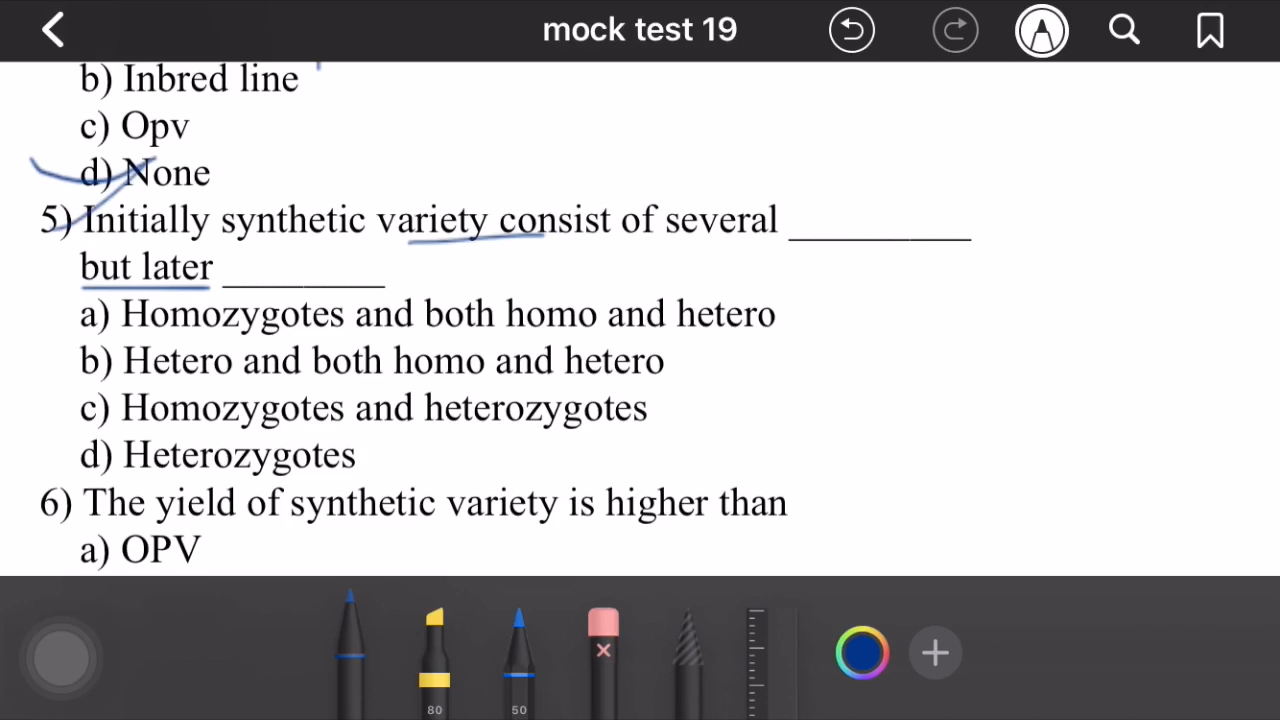 mock test 19
b) Inbred line
c) Opv
d) None
5) Initially synthetic variety consist of several _________
but later ________
a) Homozygotes and both homo and hetero
b) Hetero and both homo and hetero
c) Homozygotes and heterozygotes
d) Heterozygotes
6) The yield of synthetic variety is higher than
a) OPV
80
50